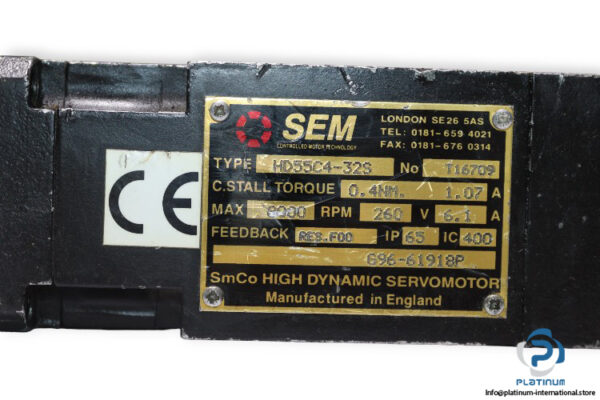 SEM
CONTROLLED MOTOR TECHNOLOGY
LONDON SE26 5AS
TEL: 0181-659 4021
FAX: 0181-676 0314
TYPE HD55C4-32S No T16709
C.STALL TORQUE 0.4NM. 1.07 A
MAX RPM 260 V 6.1 A
FEEDBACK RES.F00 IP 65 IC 400
G96-61918P
SmCo HIGH DYNAMIC SERVOMOTOR
Manufactured in England
CE
PLATINUM
Info@platinum-international.store